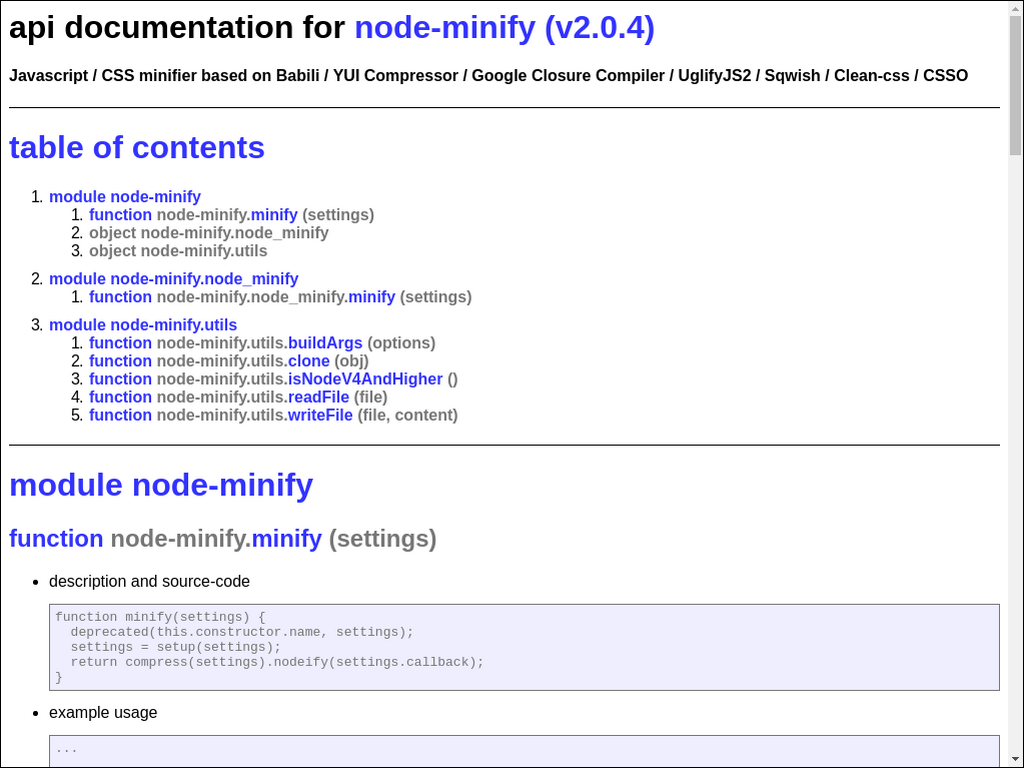 api documentation for node-minify (v2.0.4)
Javascript / CSS minifier based on Babili / YUI Compressor / Google Closure Compiler / UglifyJS2 / Sqwish / Clean-css / CSSO
table of contents
1. module node-minify
1. function node-minify.minify (settings)
2. object node-minify.node_minify
3. object node-minify.utils
2. module node-minify.node_minify
1. function node-minify.node_minify.minify (settings)
3. module node-minify.utils
1. function node-minify.utils.buildArgs (options)
2. function node-minify.utils.clone (obj)
3. function node-minify.utils.isNodeV4AndHigher ()
4. function node-minify.utils.readFile (file)
5. function node-minify.utils.writeFile (file, content)
module node-minify
function node-minify.minify (settings)
• description and source-code
function minify(settings) {
  deprecated(this.constructor.name, settings);
  settings = setup(settings);
  return compress(settings).nodeify(settings.callback);
}
• example usage
...